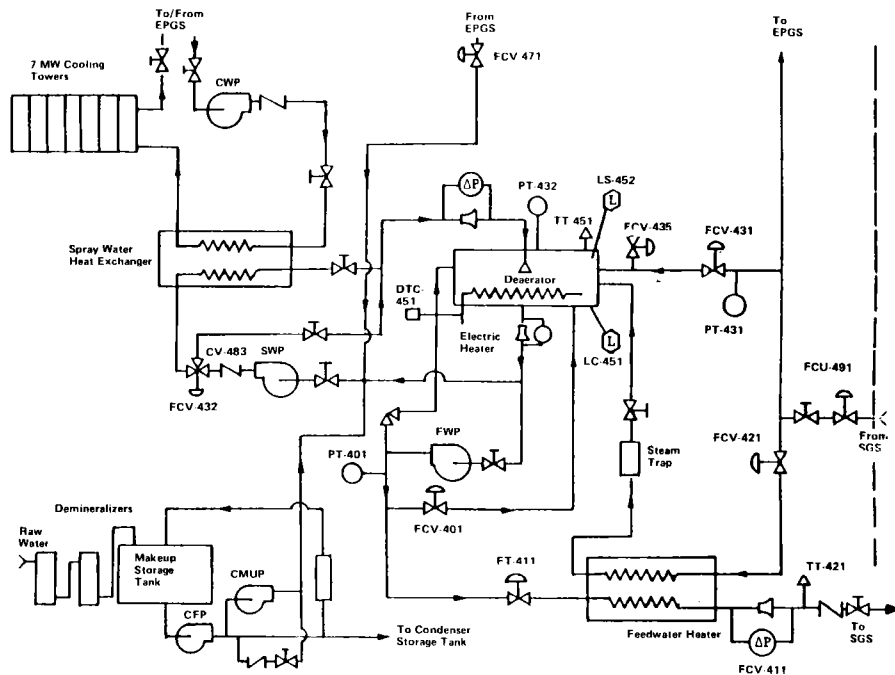 To/From
EPGS
From
EPGS
To
EPGS
7 MW Cooling
Towers
CWP
FCV 471
ΔP
PT-432
LS-452
L
TT 451
FCV-435
FCV-431
Spray Water
Heat Exchanger
Deaerator
DTC-
451
PT-431
Electric
Heater
L
LC-451
CV-483
SWP
FCU-491
FCV-432
From
SGS
FCV-421
PT-401
FWP
Steam
Trap
FCV-401
Demineralizers
Raw
Water
Makeup
Storage
Tank
CMUP
FT-411
TT-421
CFP
To Condenser
Storage Tank
Feedwater Heater
To
SGS
ΔP
FCV-411